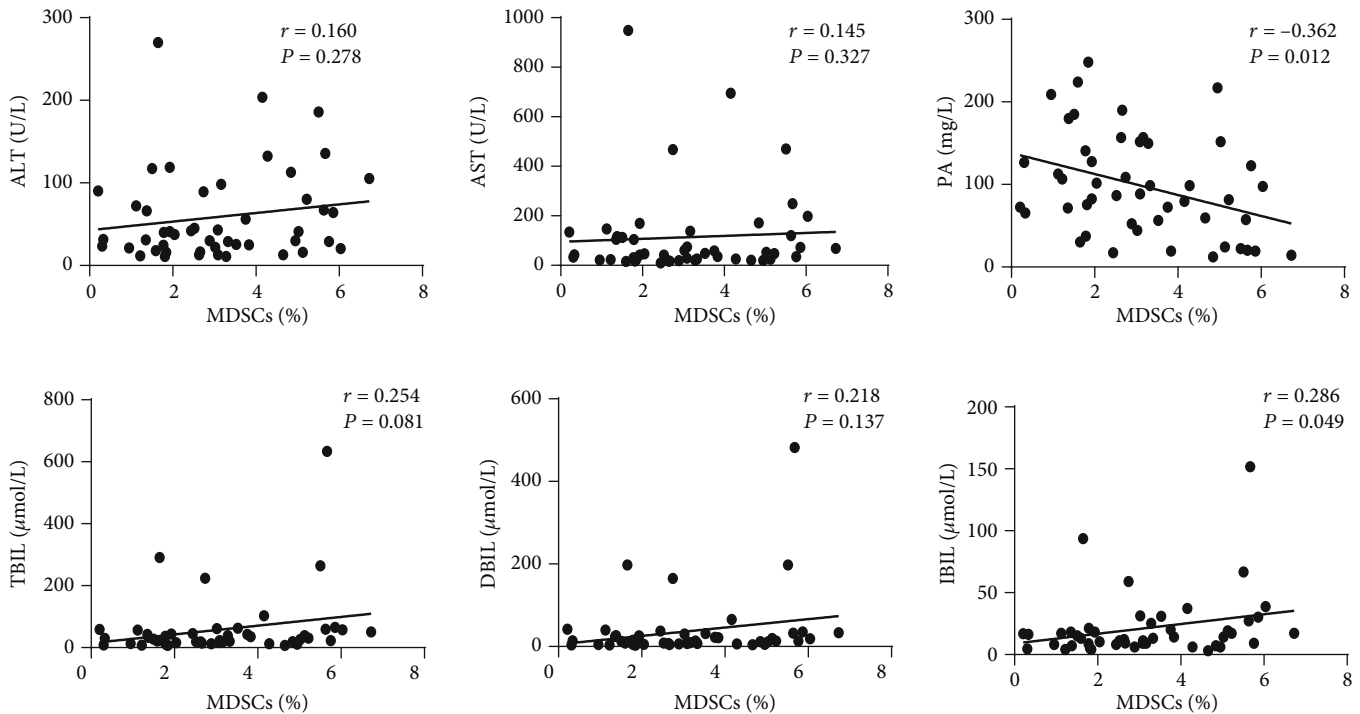 r = 0.160
P = 0.278
ALT (U/L)
300
200
100
0
0 2 4 6 8
MDSCs (%)
r = 0.145
P = 0.327
AST (U/L)
1000
800
600
400
200
0
0 2 4 6 8
MDSCs (%)
r = –0.362
P = 0.012
PA (mg/L)
300
200
100
0
0 2 4 6 8
MDSCs (%)
r = 0.254
P = 0.081
TBIL (μmol/L)
800
600
400
200
0
0 2 4 6 8
MDSCs (%)
r = 0.218
P = 0.137
DBIL (μmol/L)
600
400
200
0
0 2 4 6 8
MDSCs (%)
r = 0.286
P = 0.049
IBIL (μmol/L)
200
150
100
50
0
0 2 4 6 8
MDSCs (%)